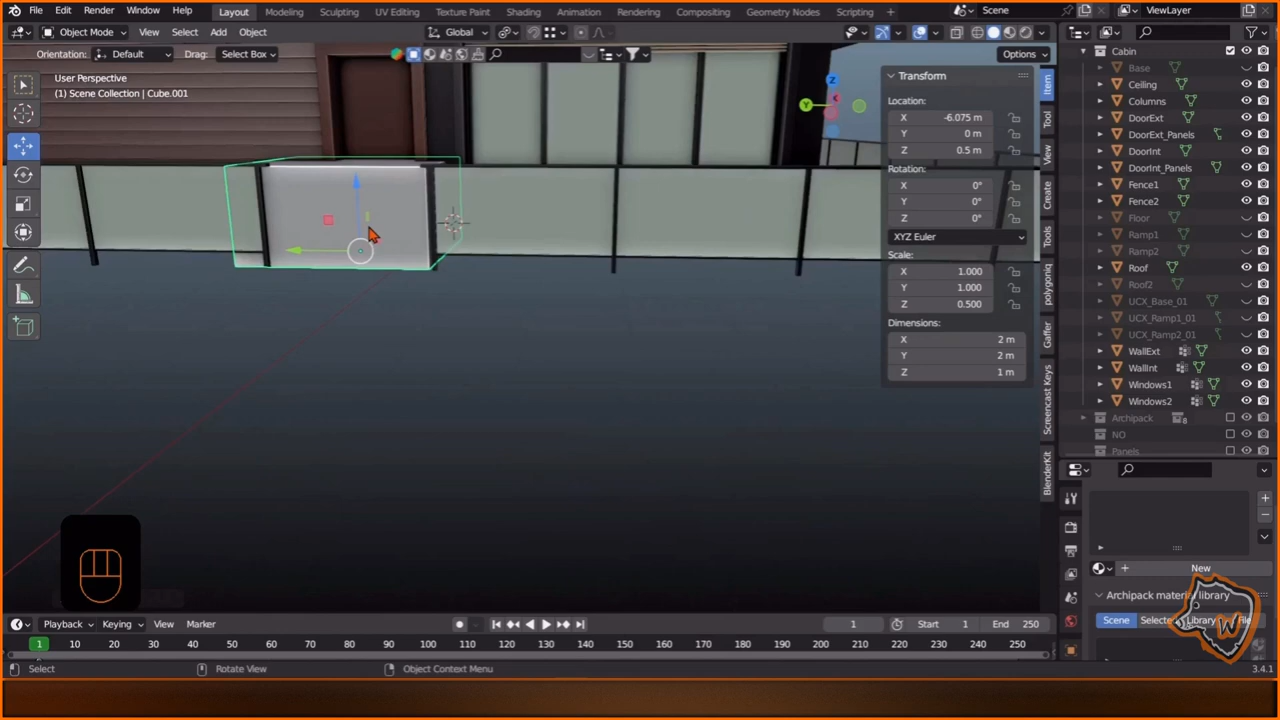 File Edit Render Window Help Layout Modeling Sculpting UV Editing Texture Paint Shading Animation Rendering Compositing Geometry Nodes Scripting + Scene ViewLayer
Object Mode View Select Add Object Global
Orientation: Default Drag: Select Box Options
User Perspective
(1) Scene Collection | Cube.001
Z
Y
Transform
Location:
X -6.075 m
Y 0 m
Z 0.5 m
Rotation:
X 0°
Y 0°
Z 0°
XYZ Euler
Scale:
X 1.000
Y 1.000
Z 0.500
Dimensions:
X 2 m
Y 2 m
Z 1 m
Item
Tool
View
Create
Tools
polygoniq
Gaffer
Screencast Keys
BlenderKit
Cabin
Base
Ceiling
Columns
DoorExt
DoorExt_Panels
DoorInt
DoorInt_Panels
Fence1
Fence2
Floor
Ramp1
Ramp2
Roof
Roof2
UCX_Base_01
UCX_Ramp1_01
UCX_Ramp2_01
WallExt
WallInt
Windows1
Windows2
Archipack 8
NO
Panels
+ New
Archipack material library
Scene Selecte Library File
W
Playback Keying View Marker 1 Start 1 End 250
1 10 20 30 40 50 60 70 80 90 100 110 120 130 140 150 160 170 180 190 200 210 220 230 240 250
Select Rotate View Object Context Menu 3.4.1